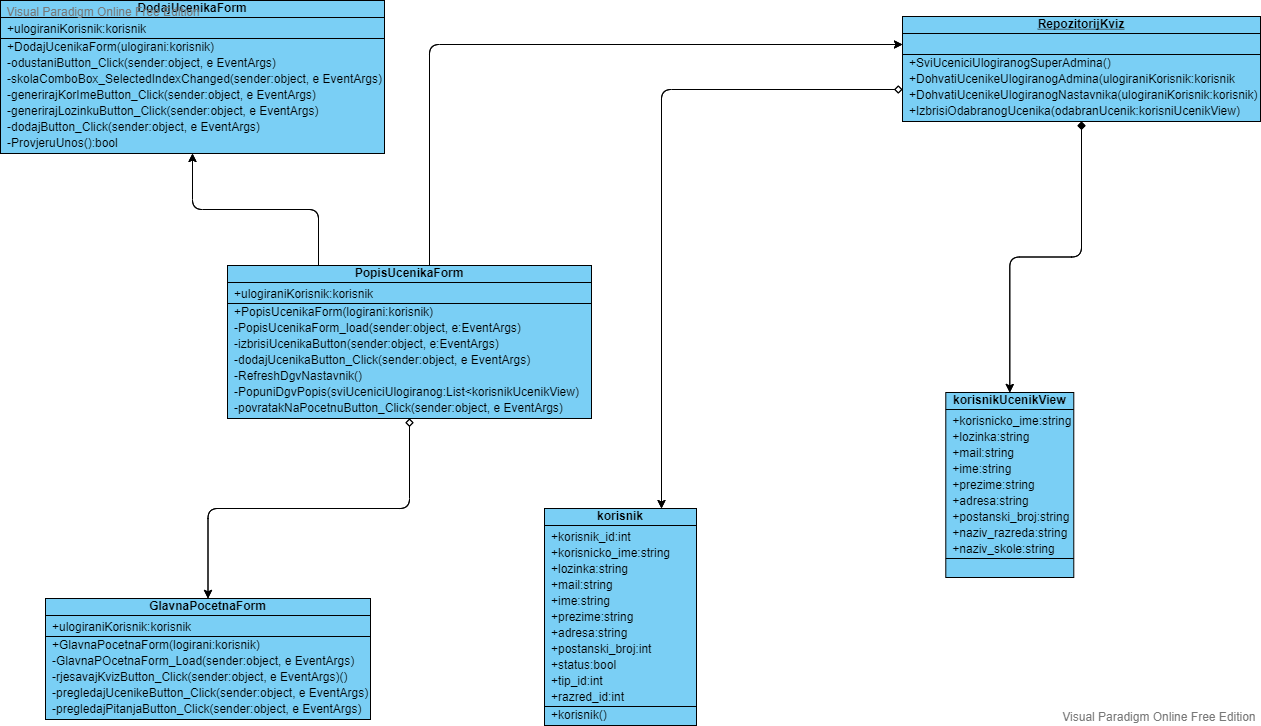 Visual Paradigm Online Free Edition
DodajUcenikaForm
+ulogiraniKorisnik:korisnik
+DodajUcenikaForm(ulogirani:korisnik)
-odustaniButton_Click(sender:object, e EventArgs)
-skolaComboBox_SelectedIndexChanged(sender:object, e EventArgs)
-generirajKorImeButton_Click(sender:object, e EventArgs)
-generirajLozinkuButton_Click(sender:object, e EventArgs)
-dodajButton_Click(sender:object, e EventArgs)
-ProvjeruUnos():bool
RepozitorijKviz
+SviUceniciUlogiranogSuperAdmina()
+DohvatiUcenikeUlogiranogAdmina(ulogiraniKorisnik:korisnik
+DohvatiUcenikeUlogiranogNastavnika(ulogiraniKorisnik:korisnik)
+IzbrisiOdabranogUcenika(odabranUcenik:korisniUcenikView)
PopisUcenikaForm
+ulogiraniKorisnik:korisnik
+PopisUcenikaForm(logirani:korisnik)
-PopisUcenikaForm_load(sender:object, e:EventArgs)
-izbrisiUcenikaButton(sender:object, e:EventArgs)
-dodajUcenikaButton_Click(sender:object, e EventArgs)
-RefreshDgvNastavnik()
-PopuniDgvPopis(sviUceniciUlogiranog:List<korisnikUcenikView)
-povratakNaPocetnuButton_Click(sender:object, e EventArgs)
korisnikUcenikView
+korisnicko_ime:string
+lozinka:string
+mail:string
+ime:string
+prezime:string
+adresa:string
+postanski_broj:string
+naziv_razreda:string
+naziv_skole:string
korisnik
+korisnik_id:int
+korisnicko_ime:string
+lozinka:string
+mail:string
+ime:string
+prezime:string
+adresa:string
+postanski_broj:int
+status:bool
+tip_id:int
+razred_id:int
+korisnik()
GlavnaPocetnaForm
+ulogiraniKorisnik:korisnik
+GlavnaPocetnaForm(logirani:korisnik)
-GlavnaPOcetnaForm_Load(sender:object, e EventArgs)
-rjesavajKvizButton_Click(sender:object, e EventArgs)()
-pregledajUcenikeButton_Click(sender:object, e EventArgs)
-pregledajPitanjaButton_Click(sender:object, e EventArgs)
Visual Paradigm Online Free Edition